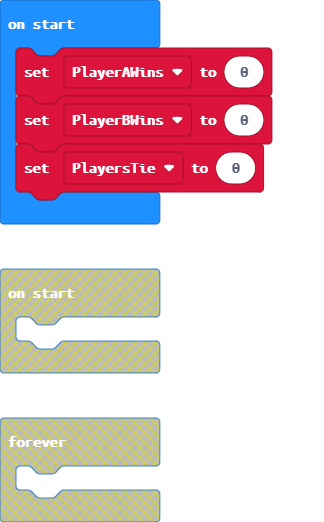 on start
set PlayerAWins to 0
set PlayerBWins to 0
set PlayersTie to 0
on start
forever